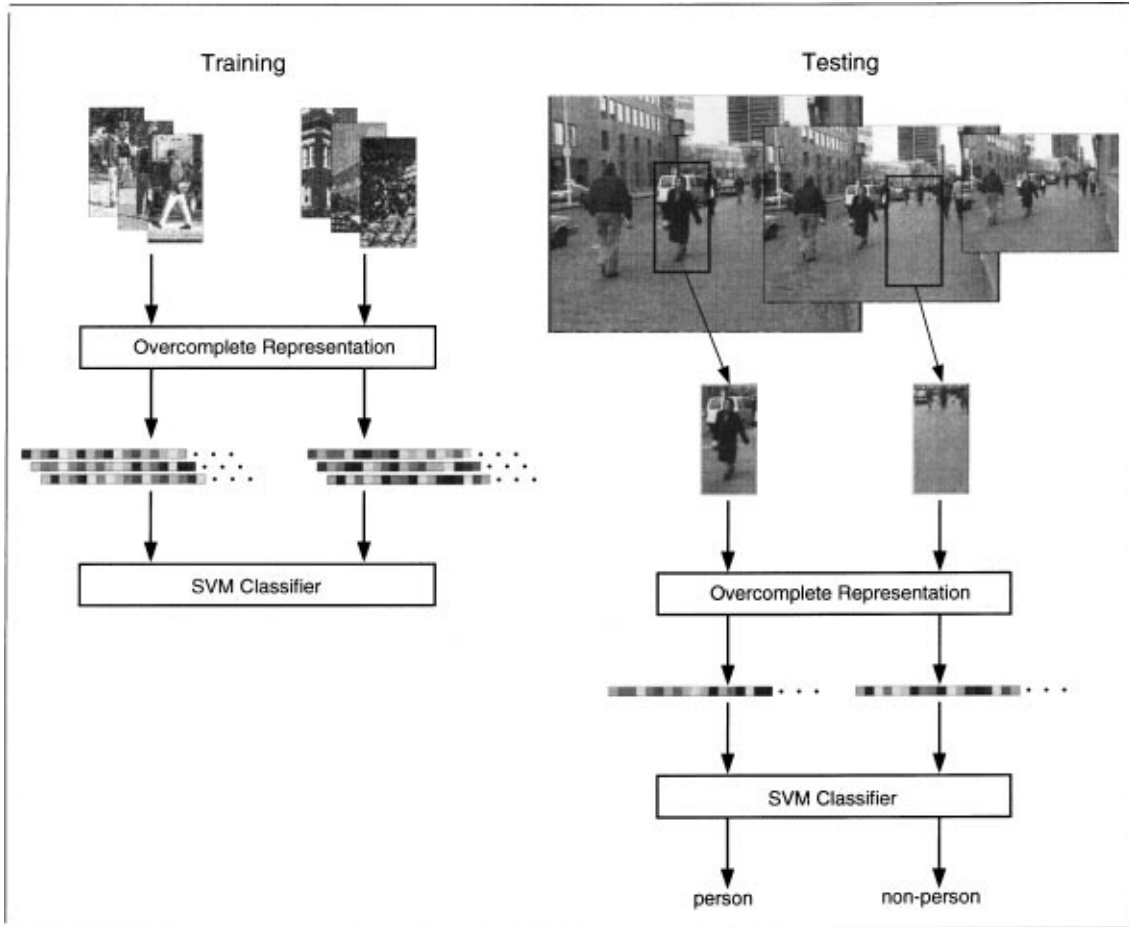 Training
Overcomplete Representation
SVM Classifier
Testing
Overcomplete Representation
SVM Classifier
person
non-person